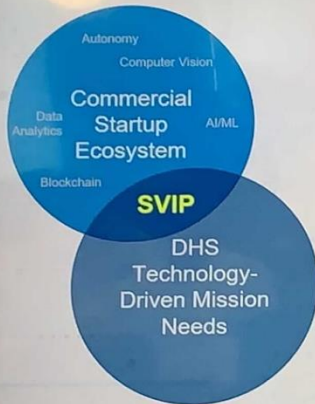 Autonomy
Computer Vision
Commercial
Startup
Ecosystem
Data
Analytics
AI/ML
Blockchain
SVIP
DHS
Technology-
Driven Mission
Needs